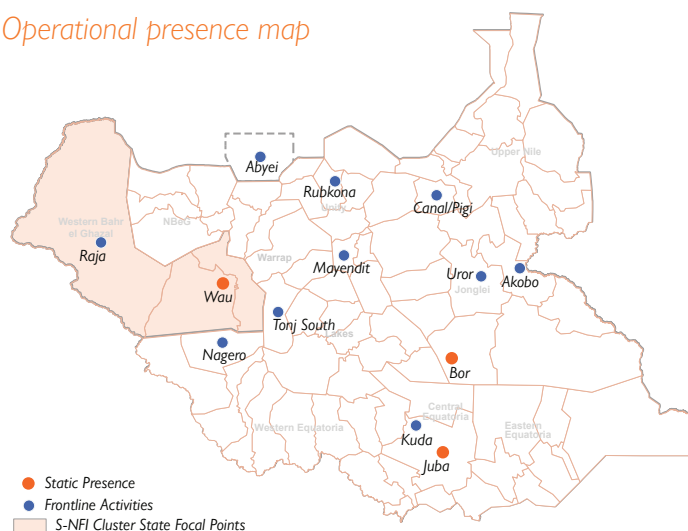 Operational presence map
Upper Nile
Abyei
Rubkona
Unity
Canal/Pigi
Western Bahr
el Ghazal
NBeG
Raja
Warrap
Mayendit
Uror
Akobo
Jonglei
Wau
Tonj South
Lakes
Nagero
Bor
Central
Equatoria
Western Equatoria
Eastern
Equatoria
Kuda
Juba
Static Presence
Frontline Activities
S-NFI Cluster State Focal Points